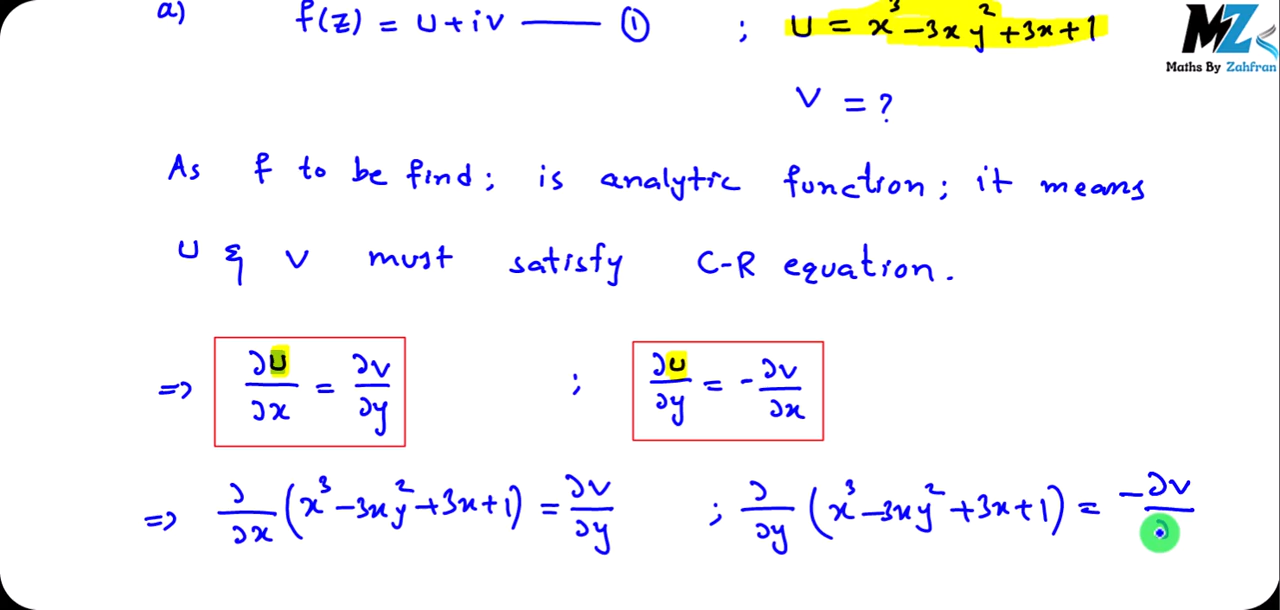 a) f(z) = u+iv —— ① ; u = x³ -3xy²+3x+1
MZ
Maths By Zahfran
v = ?
As f to be find; is analytic function; it means
u & v must satisfy C-R equation.
=> ∂u/∂x = ∂v/∂y ; ∂u/∂y = -∂v/∂x
=> ∂/∂x (x³-3xy²+3x+1) = ∂v/∂y ; ∂/∂y (x³-3xy²+3x+1) = -∂v/∂